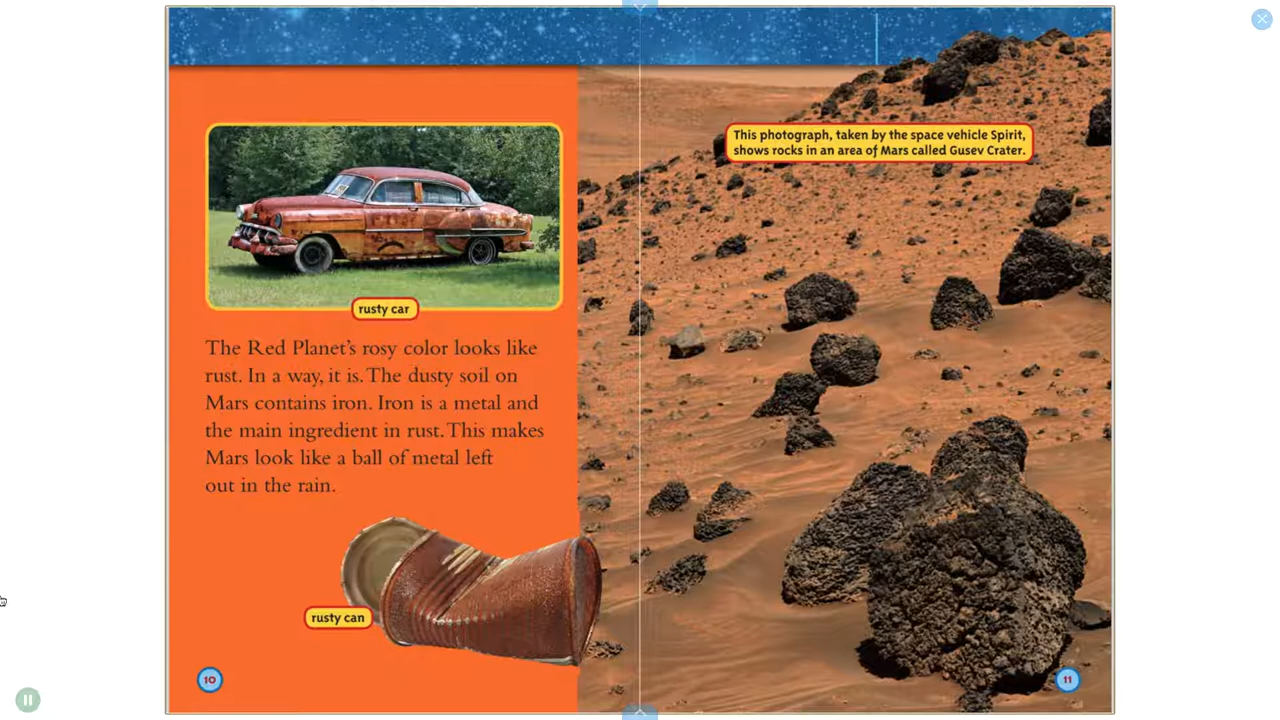 rusty car
The Red Planet's rosy color looks like
rust. In a way, it is. The dusty soil on
Mars contains iron. Iron is a metal and
the main ingredient in rust. This makes
Mars look like a ball of metal left
out in the rain.
rusty can
10
This photograph, taken by the space vehicle Spirit,
shows rocks in an area of Mars called Gusev Crater.
11